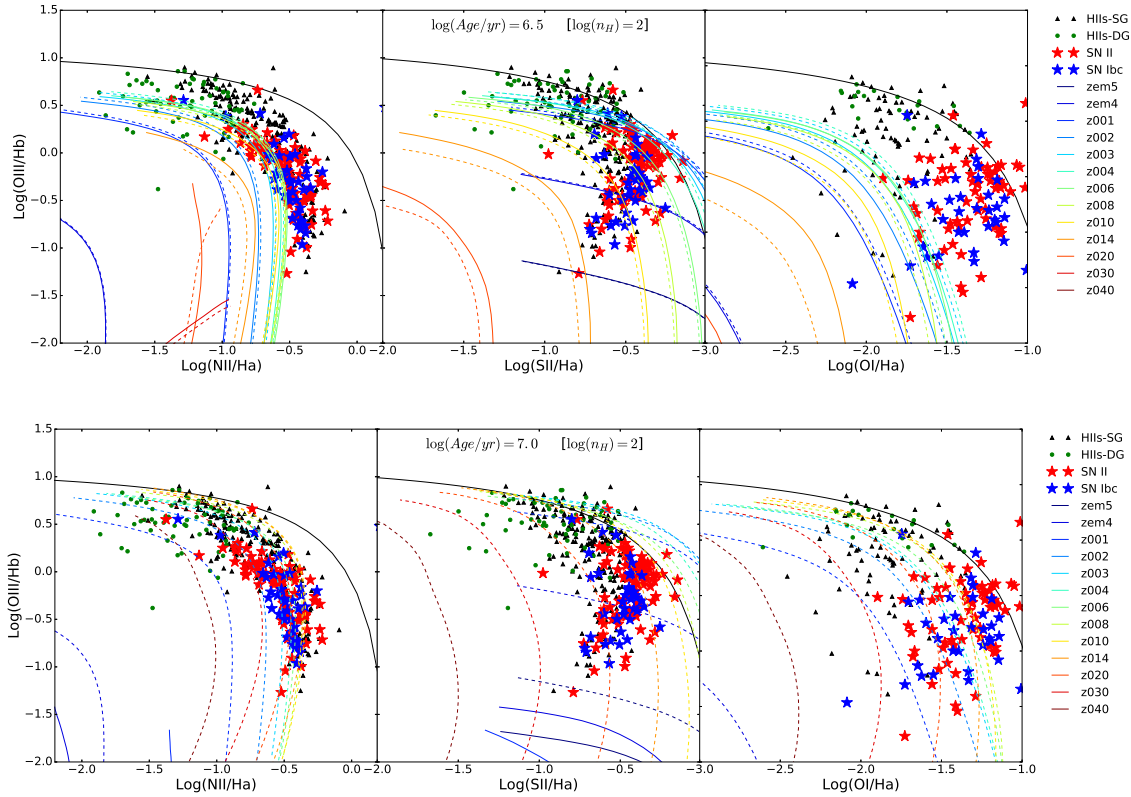 log(Age/yr) = 6.5 [log(n_H) = 2]
1.5
1.0
0.5
0.0
−0.5
−1.0
−1.5
−2.0
Log(OIII/Hb)
−2.0 −1.5 −1.0 −0.5 0.0
Log(NII/Ha)
−2.0 −1.5 −1.0 −0.5
Log(SII/Ha)
−3.0 −2.5 −2.0 −1.5 −1.0
Log(OI/Ha)
HIIs-SG
HIIs-DG
SN II
SN Ibc
zem5
zem4
z001
z002
z003
z004
z006
z008
z010
z014
z020
z030
z040
log(Age/yr) = 7.0 [log(n_H) = 2]
1.5
1.0
0.5
0.0
−0.5
−1.0
−1.5
−2.0
Log(OIII/Hb)
−2.0 −1.5 −1.0 −0.5 0.0
Log(NII/Ha)
−2.0 −1.5 −1.0 −0.5
Log(SII/Ha)
−3.0 −2.5 −2.0 −1.5 −1.0
Log(OI/Ha)
HIIs-SG
HIIs-DG
SN II
SN Ibc
zem5
zem4
z001
z002
z003
z004
z006
z008
z010
z014
z020
z030
z040